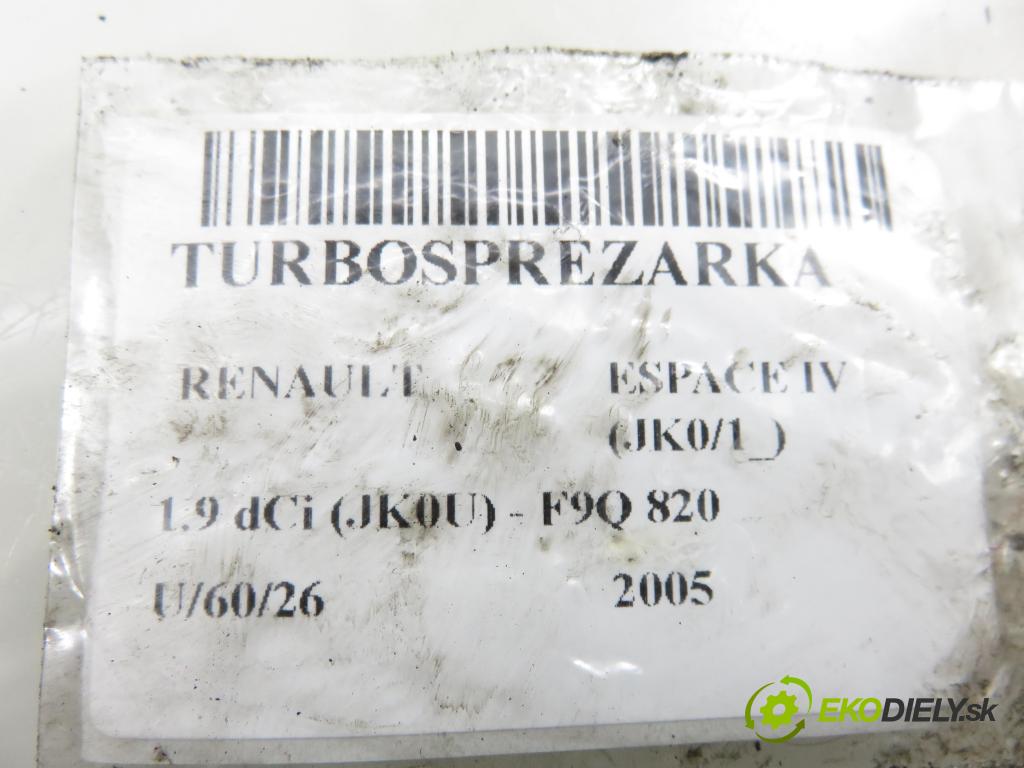 TURBOSPREZARKA
RENAULT ESPACE IV
(JK0/1_)
1.9 dCi (JK0U) - F9Q 820
U/60/26 2005
EKODIELY.sk